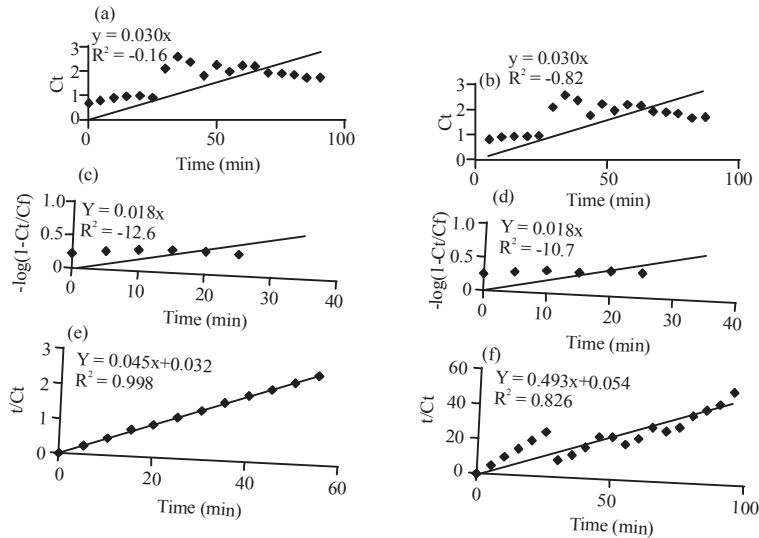 (a)
y = 0.030x
R² = -0.16
3
2
1
0
Ct
0
50
100
Time (min)
(b)
y = 0.030x
R² = -0.82
3
2
1
0
Ct
0
50
100
Time (min)
(c)
Y = 0.018x
R² = -12.6
1.0
0.5
0
-log(1-Ct/Cf)
0
10
20
30
40
Time (min)
(d)
Y = 0.018x
R² = -10.7
1.0
0.5
0
-log(1-Ct/Cf)
0
10
20
30
40
Time (min)
(e)
Y = 0.045x+0.032
R² = 0.998
3
2
1
0
t/Ct
0
20
40
60
Time (min)
(f)
Y = 0.493x+0.054
R² = 0.826
60
40
20
0
t/Ct
0
50
100
Time (min)